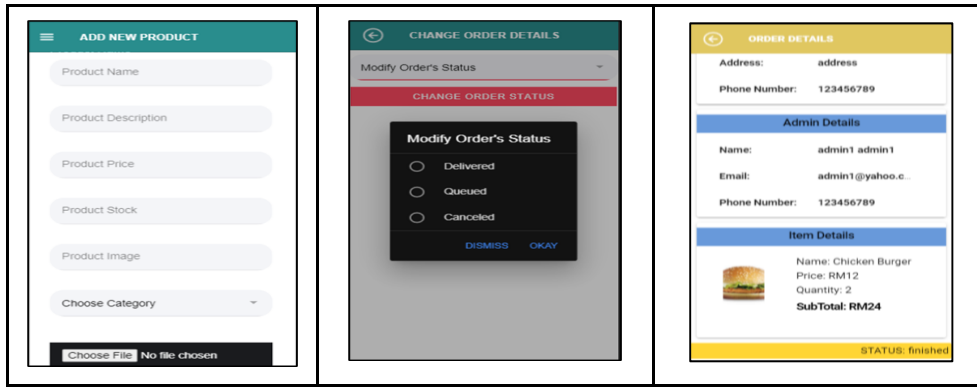 ADD NEW PRODUCT
Product Name
Product Description
Product Price
Product Stock
Product Image
Choose Category
Choose File No file chosen
CHANGE ORDER DETAILS
Modify Order's Status
CHANGE ORDER STATUS
Modify Order's Status
Delivered
Queued
Canceled
DISMISS OKAY
ORDER DETAILS
Address: address
Phone Number: 123456789
Admin Details
Name: admin1 admin1
Email: admin1@yahoo.c...
Phone Number: 123456789
Item Details
Name: Chicken Burger
Price: RM12
Quantity: 2
SubTotal: RM24
STATUS: finished